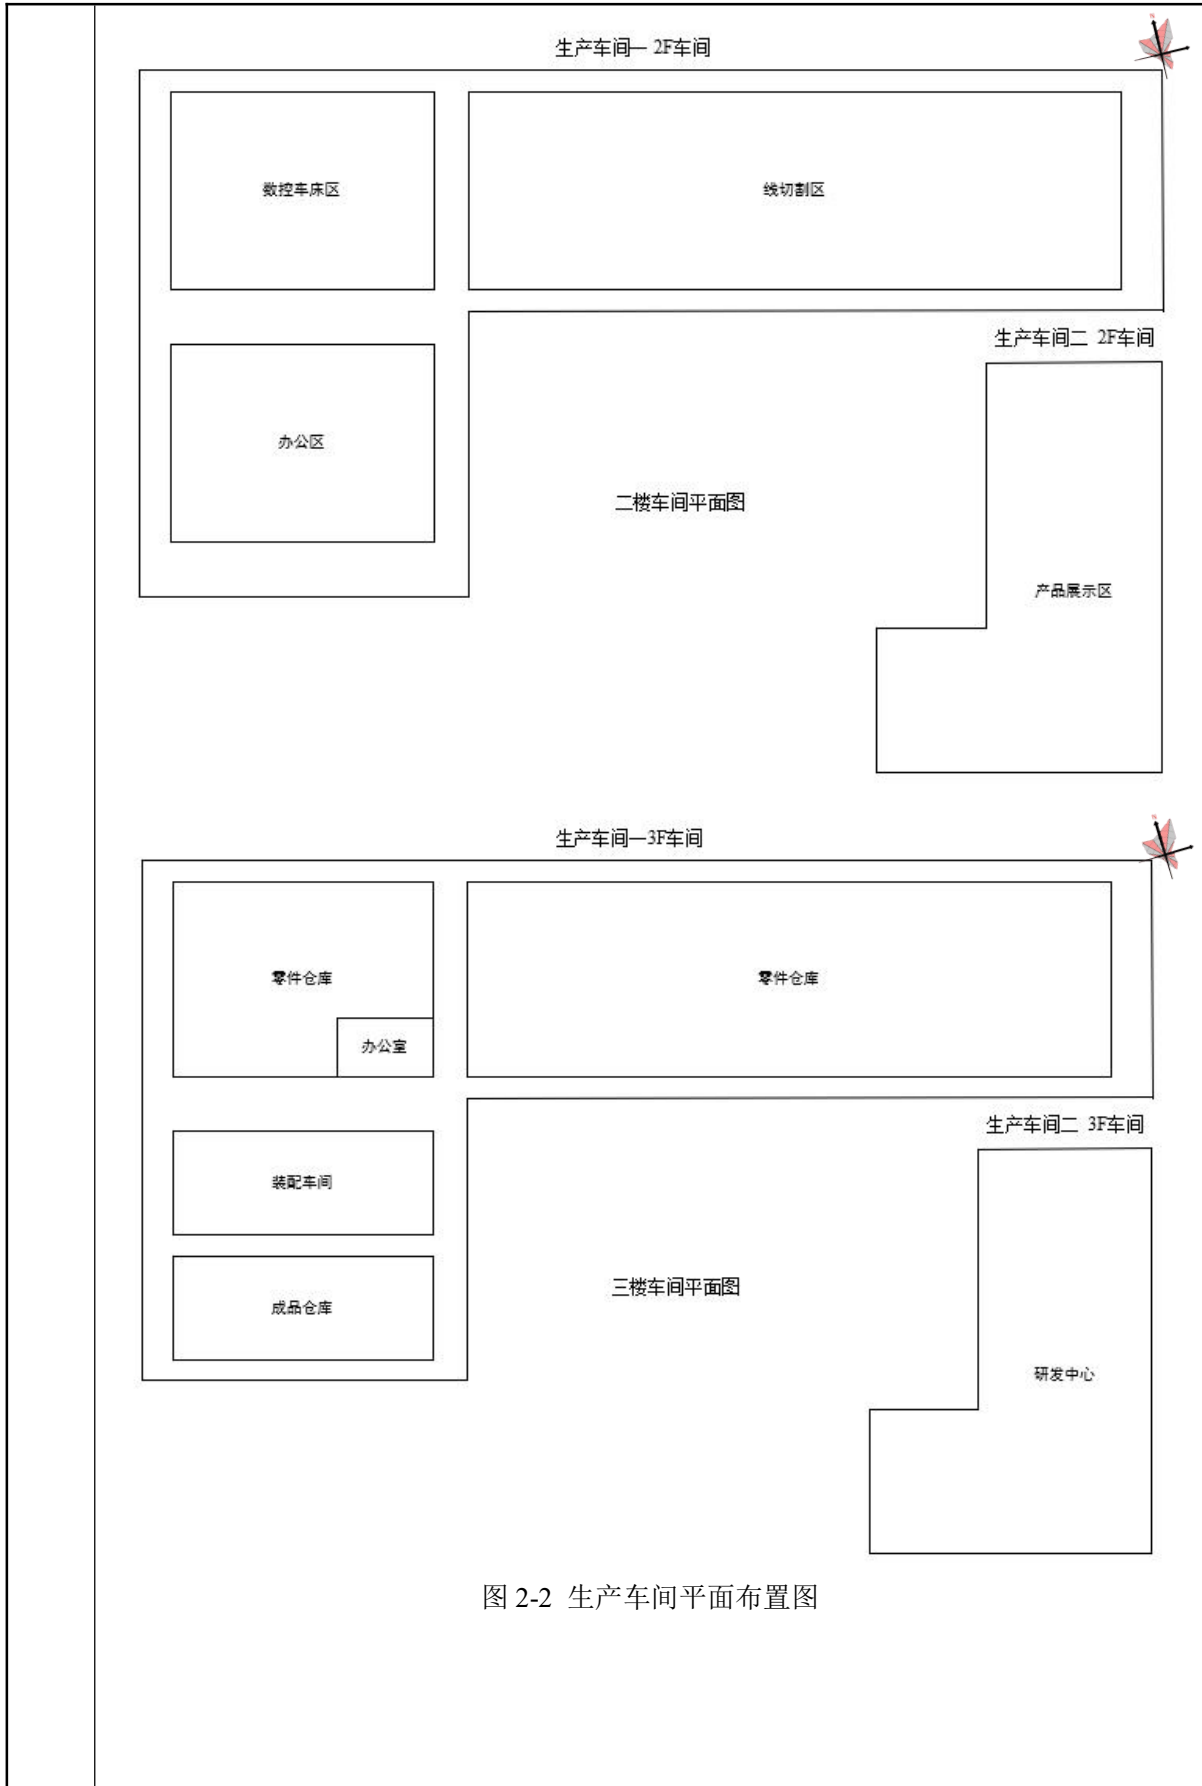 N
生产车间一 2F车间
数控车床区
线切割区
生产车间二 2F车间
办公区
二楼车间平面图
产品展示区
N
生产车间一3F车间
零件仓库
零件仓库
办公室
生产车间二 3F车间
装配车间
三楼车间平面图
成品仓库
研发中心
图 2-2 生产车间平面布置图